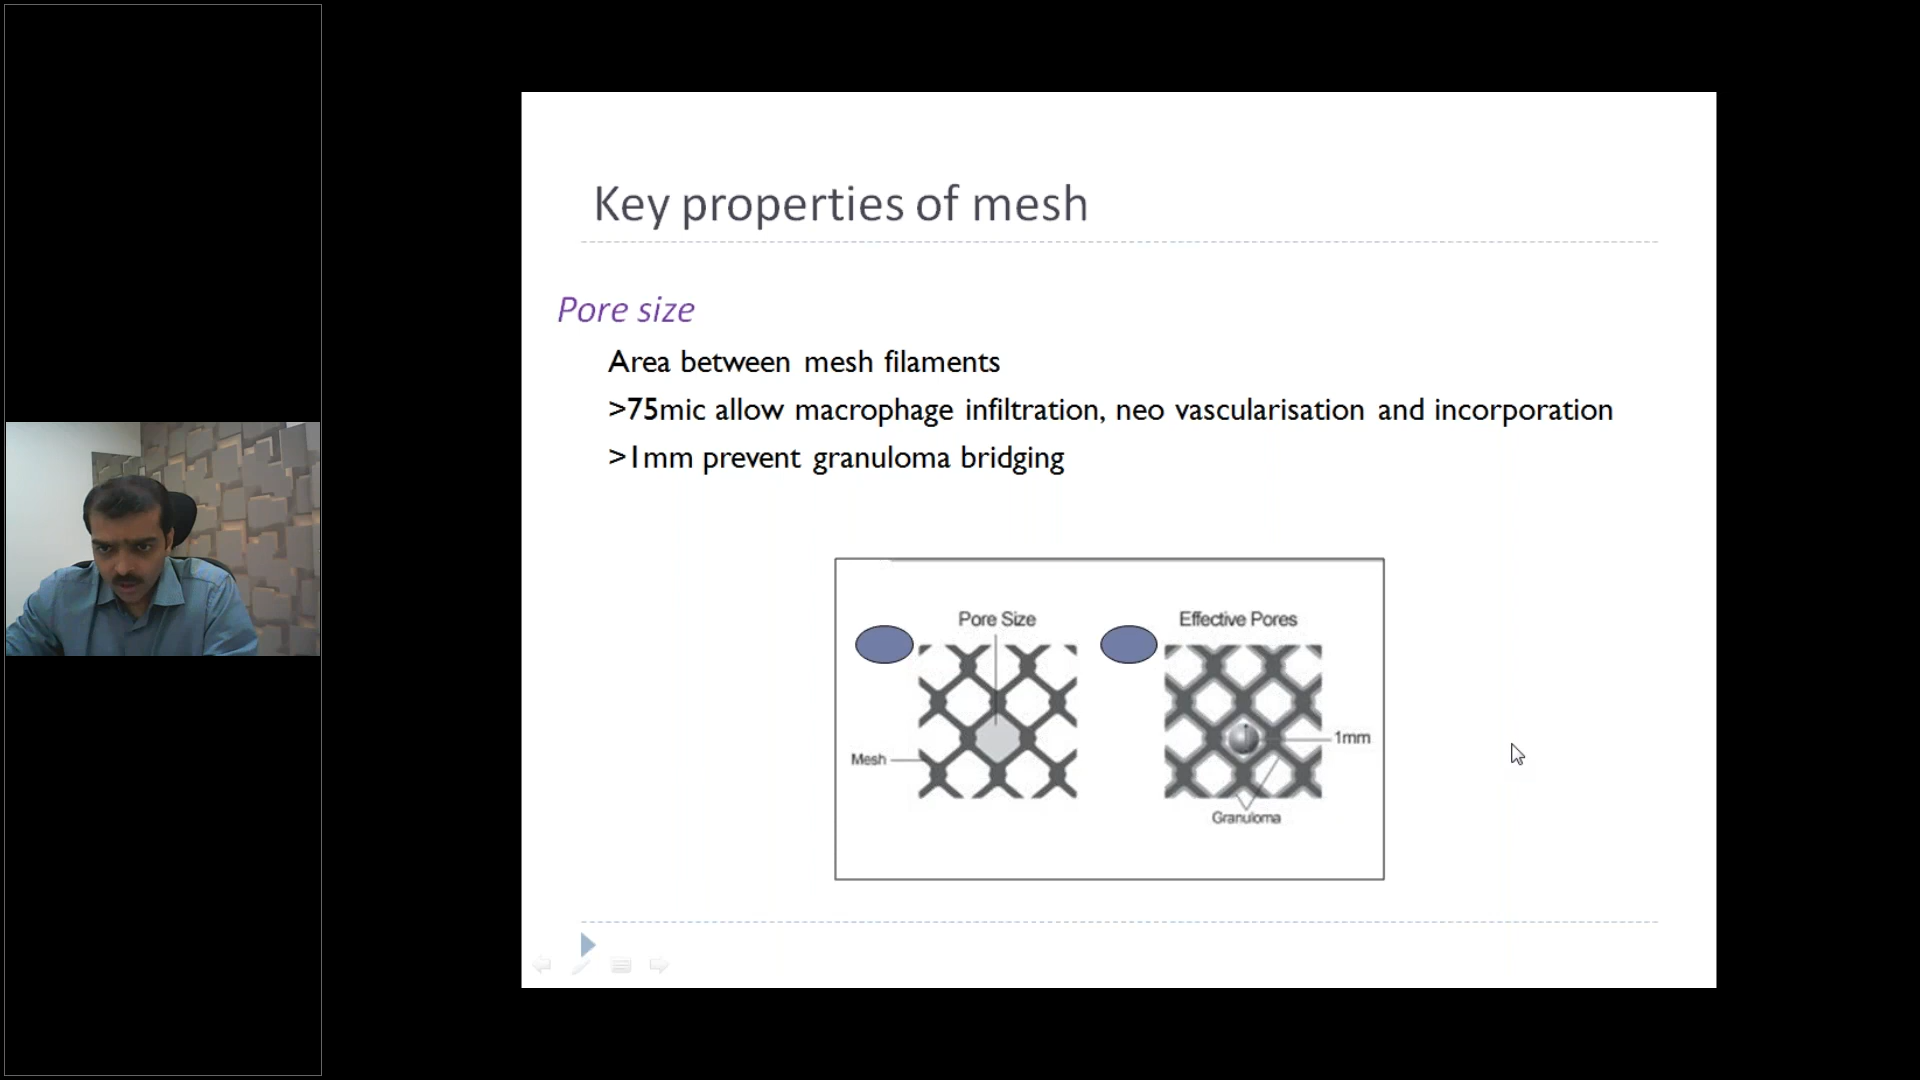 Key properties of mesh
Pore size
Area between mesh filaments
>75mic allow macrophage infiltration, neo vascularisation and incorporation
>1mm prevent granuloma bridging
Pore Size
Effective Pores
1mm
Mesh
Granuloma